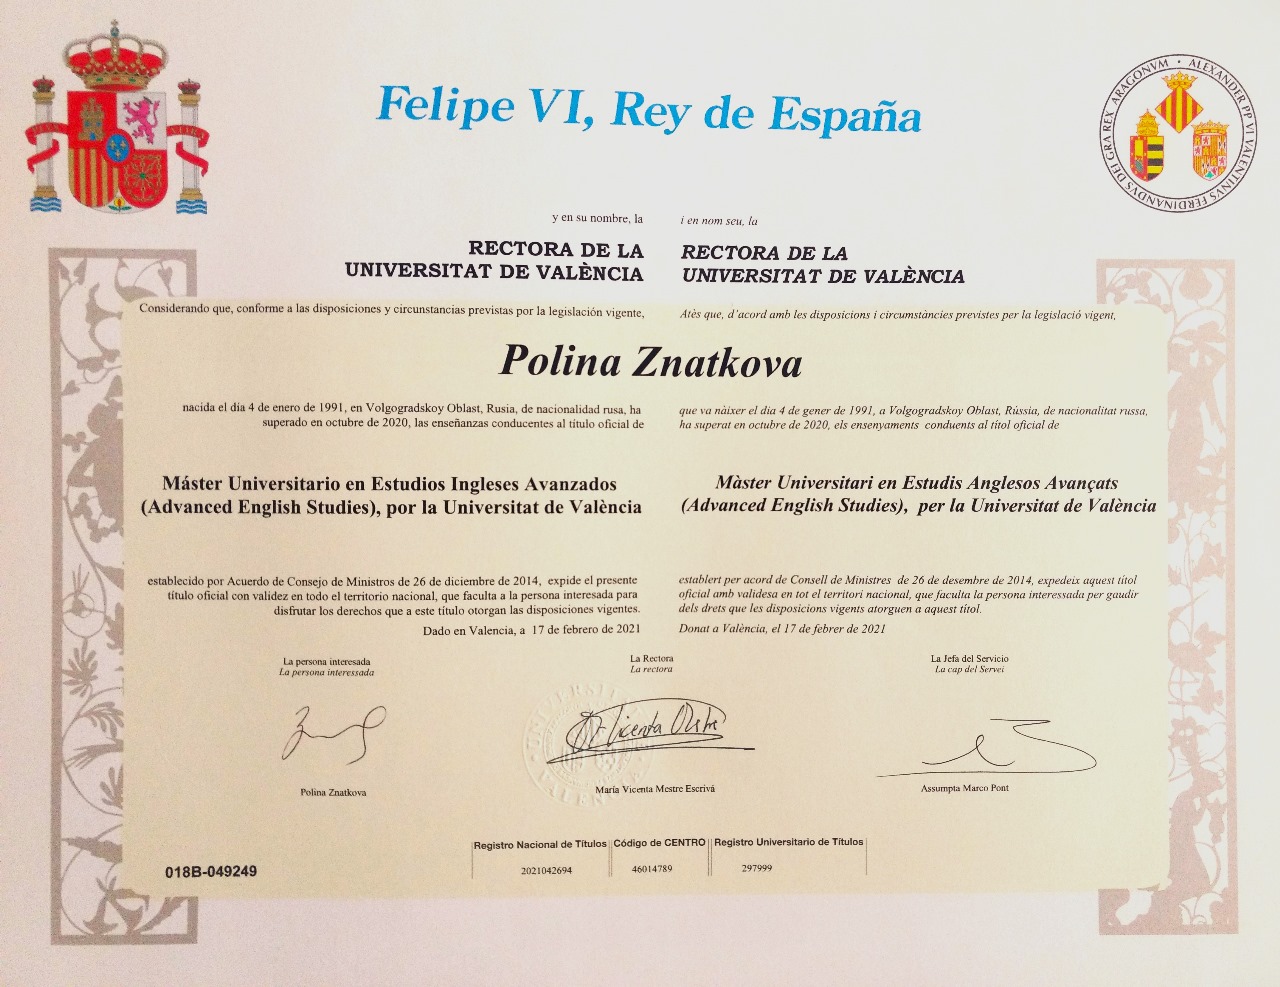 Felipe VI, Rey de España
ALEXANDER PP VI VALENTINVS FERDINANDVS DEI GRA REX ARAGONVM
y en su nombre, la
i en nom seu, la
RECTORA DE LA
UNIVERSITAT DE VALÈNCIA
RECTORA DE LA
UNIVERSITAT DE VALÈNCIA
Considerando que, conforme a las disposiciones y circunstancias previstas por la legislación vigente,
Atès que, d'acord amb les disposicions i circumstàncies previstes per la legislació vigent,
Polina Znatkova
nacida el día 4 de enero de 1991, en Volgogradskoy Oblast, Rusia, de nacionalidad rusa, ha
superado en octubre de 2020, las enseñanzas conducentes al título oficial de
que va nàixer el dia 4 de gener de 1991, a Volgogradskoy Oblast, Rússia, de nacionalitat russa,
ha superat en octubre de 2020, els ensenyaments conduents al títol oficial de
Máster Universitario en Estudios Ingleses Avanzados
(Advanced English Studies), por la Universitat de València
Màster Universitari en Estudis Anglesos Avançats
(Advanced English Studies), per la Universitat de València
establecido por Acuerdo de Consejo de Ministros de 26 de diciembre de 2014, expide el presente
título oficial con validez en todo el territorio nacional, que faculta a la persona interesada para
disfrutar los derechos que a este título otorgan las disposiciones vigentes.
Dado en Valencia, a 17 de febrero de 2021
establert per acord de Consell de Ministres de 26 de desembre de 2014, expedeix aquest títol
oficial amb validesa en tot el territori nacional, que faculta la persona interessada per gaudir
dels drets que les disposicions vigents atorguen a aquest títol.
Donat a València, el 17 de febrer de 2021
La persona interesada
La persona interessada
La Rectora
La rectora
La Jefa del Servicio
La cap del Servei
Polina Znatkova
María Vicenta Mestre Escrivá
Assumpta Marco Pont
Registro Nacional de Títulos
Código de CENTRO
Registro Universitario de Títulos
2021042694
46014789
297999
018B-049249